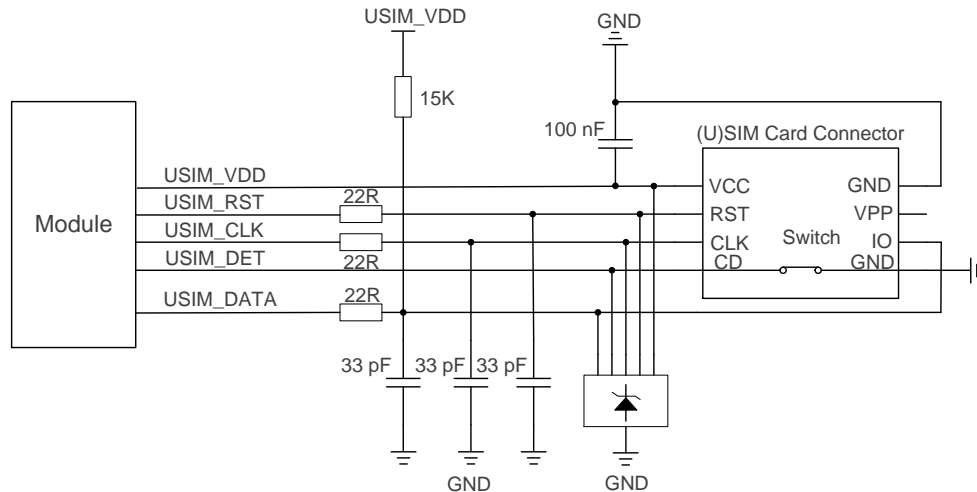 USIM_VDD
GND
15K
100 nF
(U)SIM Card Connector
Module
USIM_VDD
USIM_RST
USIM_CLK
USIM_DET
USIM_DATA
22R
22R
22R
VCC
RST
CLK
CD
Switch
GND
VPP
IO
GND
33 pF
33 pF
33 pF
GND
GND